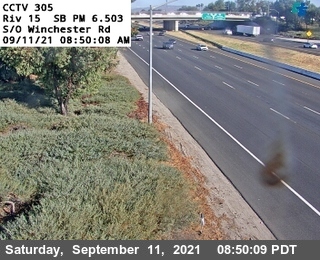 CCTV 305
Riv 15 SB PM 6.503
S/O Winchester Rd
09/11/21 08:50:08 AM
Saturday, September 11, 2021 08:50:09 PDT